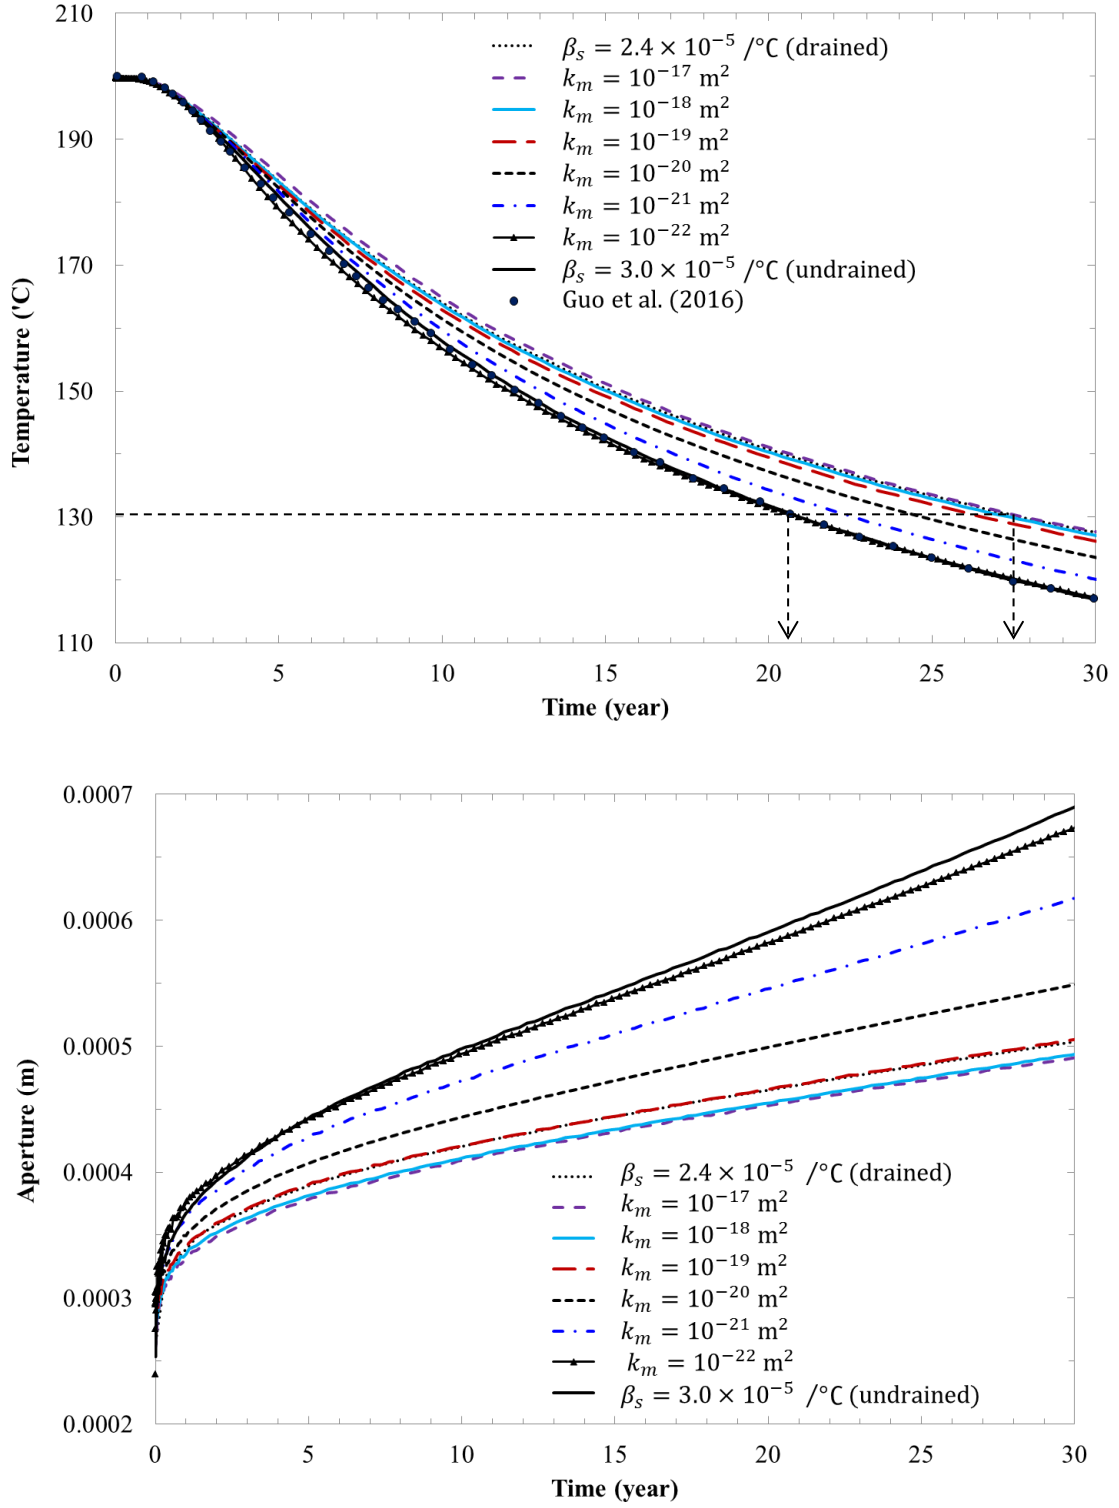 210
190
170
150
130
110
Temperature ('C)
β_s = 2.4 × 10⁻⁵ /°C (drained)
k_m = 10⁻¹⁷ m²
k_m = 10⁻¹⁸ m²
k_m = 10⁻¹⁹ m²
k_m = 10⁻²⁰ m²
k_m = 10⁻²¹ m²
k_m = 10⁻²² m²
β_s = 3.0 × 10⁻⁵ /°C (undrained)
Guo et al. (2016)
0 5 10 15 20 25 30
Time (year)
0.0007
0.0006
0.0005
0.0004
0.0003
0.0002
Aperture (m)
β_s = 2.4 × 10⁻⁵ /°C (drained)
k_m = 10⁻¹⁷ m²
k_m = 10⁻¹⁸ m²
k_m = 10⁻¹⁹ m²
k_m = 10⁻²⁰ m²
k_m = 10⁻²¹ m²
k_m = 10⁻²² m²
β_s = 3.0 × 10⁻⁵ /°C (undrained)
0 5 10 15 20 25 30
Time (year)